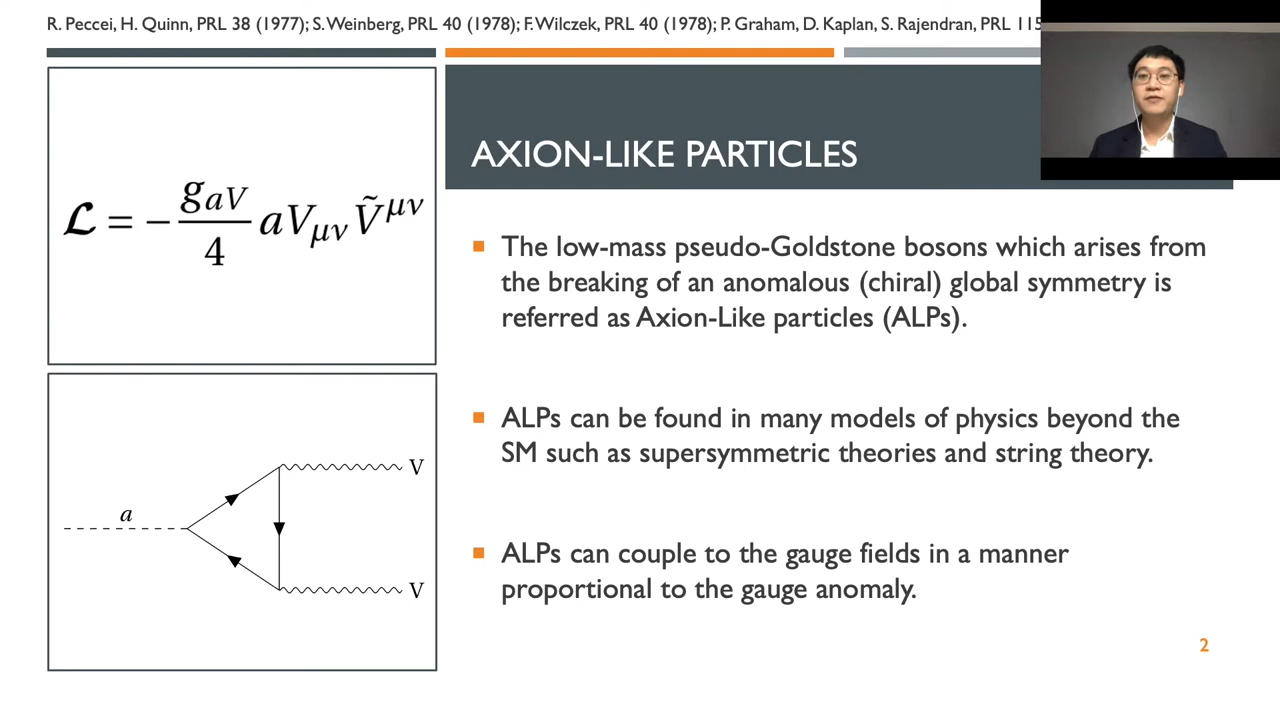 R. Peccei, H. Quinn, PRL 38 (1977); S. Weinberg, PRL 40 (1978); F. Wilczek, PRL 40 (1978); P. Graham, D. Kaplan, S. Rajendran, PRL 115
ℒ = − g_{aV}/4 a V_{μν} Ṽ^{μν}
AXION-LIKE PARTICLES
The low-mass pseudo-Goldstone bosons which arises from
the breaking of an anomalous (chiral) global symmetry is
referred as Axion-Like particles (ALPs).
ALPs can be found in many models of physics beyond the
SM such as supersymmetric theories and string theory.
ALPs can couple to the gauge fields in a manner
proportional to the gauge anomaly.
a
V
V
2